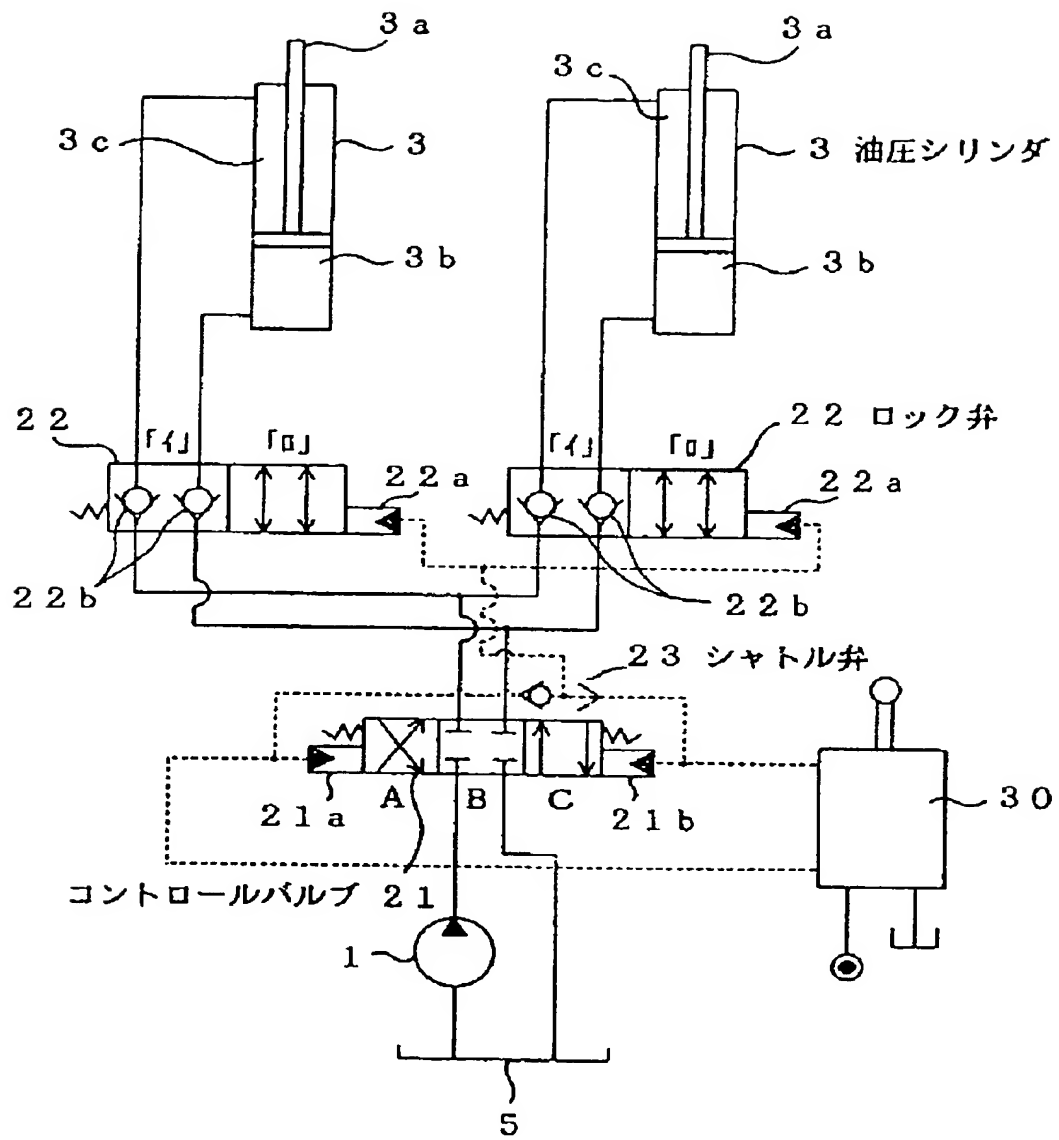 3a
3a
3c
3c
3
3 油圧シリンダ
3b
3b
22
「イ」
「ロ」
22a
「イ」
「ロ」
22 ロック弁
22a
22b
22b
23 シャトル弁
21a
A
B
C
21b
30
コントロールバルブ 21
1
5